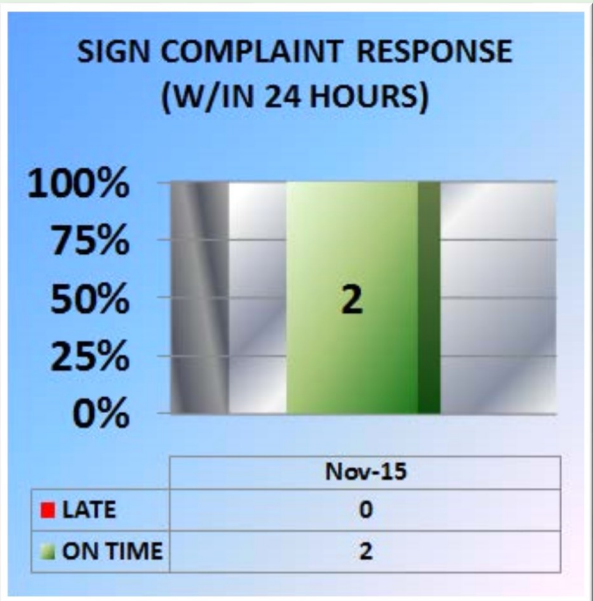 SIGN COMPLAINT RESPONSE
(W/IN 24 HOURS)
100%
75%
50%
25%
0%
2
Nov-15
LATE 0
ON TIME 2